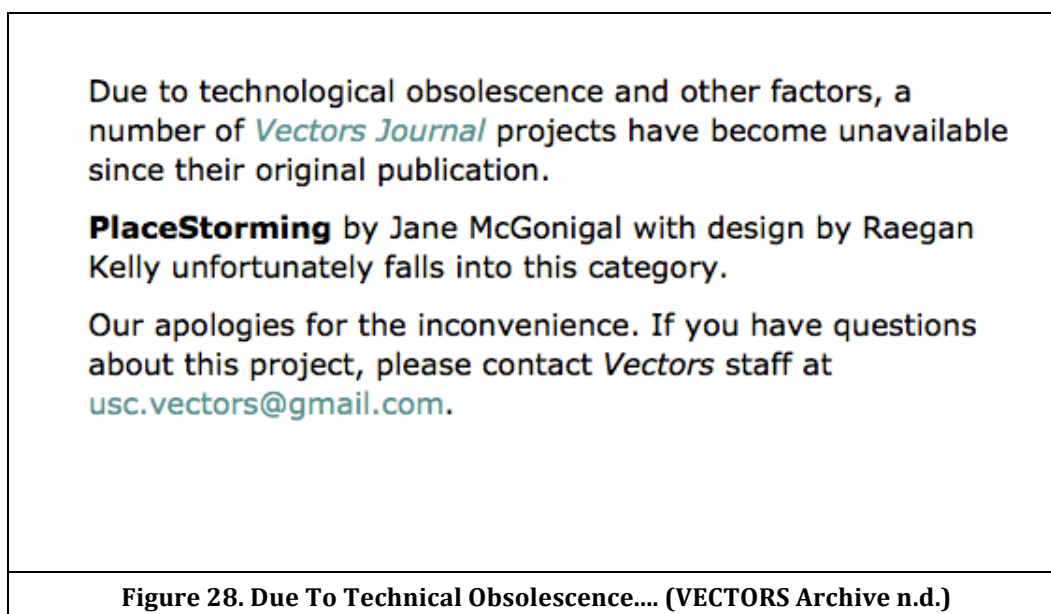 Due to technological obsolescence and other factors, a
number of Vectors Journal projects have become unavailable
since their original publication.
PlaceStorming by Jane McGonigal with design by Raegan
Kelly unfortunately falls into this category.
Our apologies for the inconvenience. If you have questions
about this project, please contact Vectors staff at
usc.vectors@gmail.com.
Figure 28. Due To Technical Obsolescence.... (VECTORS Archive n.d.)